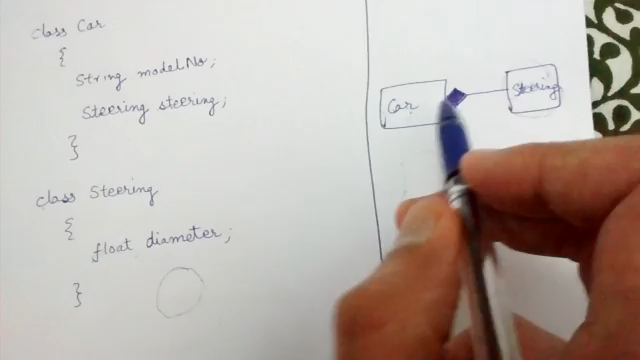 class Car
{
String modelNo;
Steering steering;
}
class Steering
{
float diameter;
}
Car
Steering